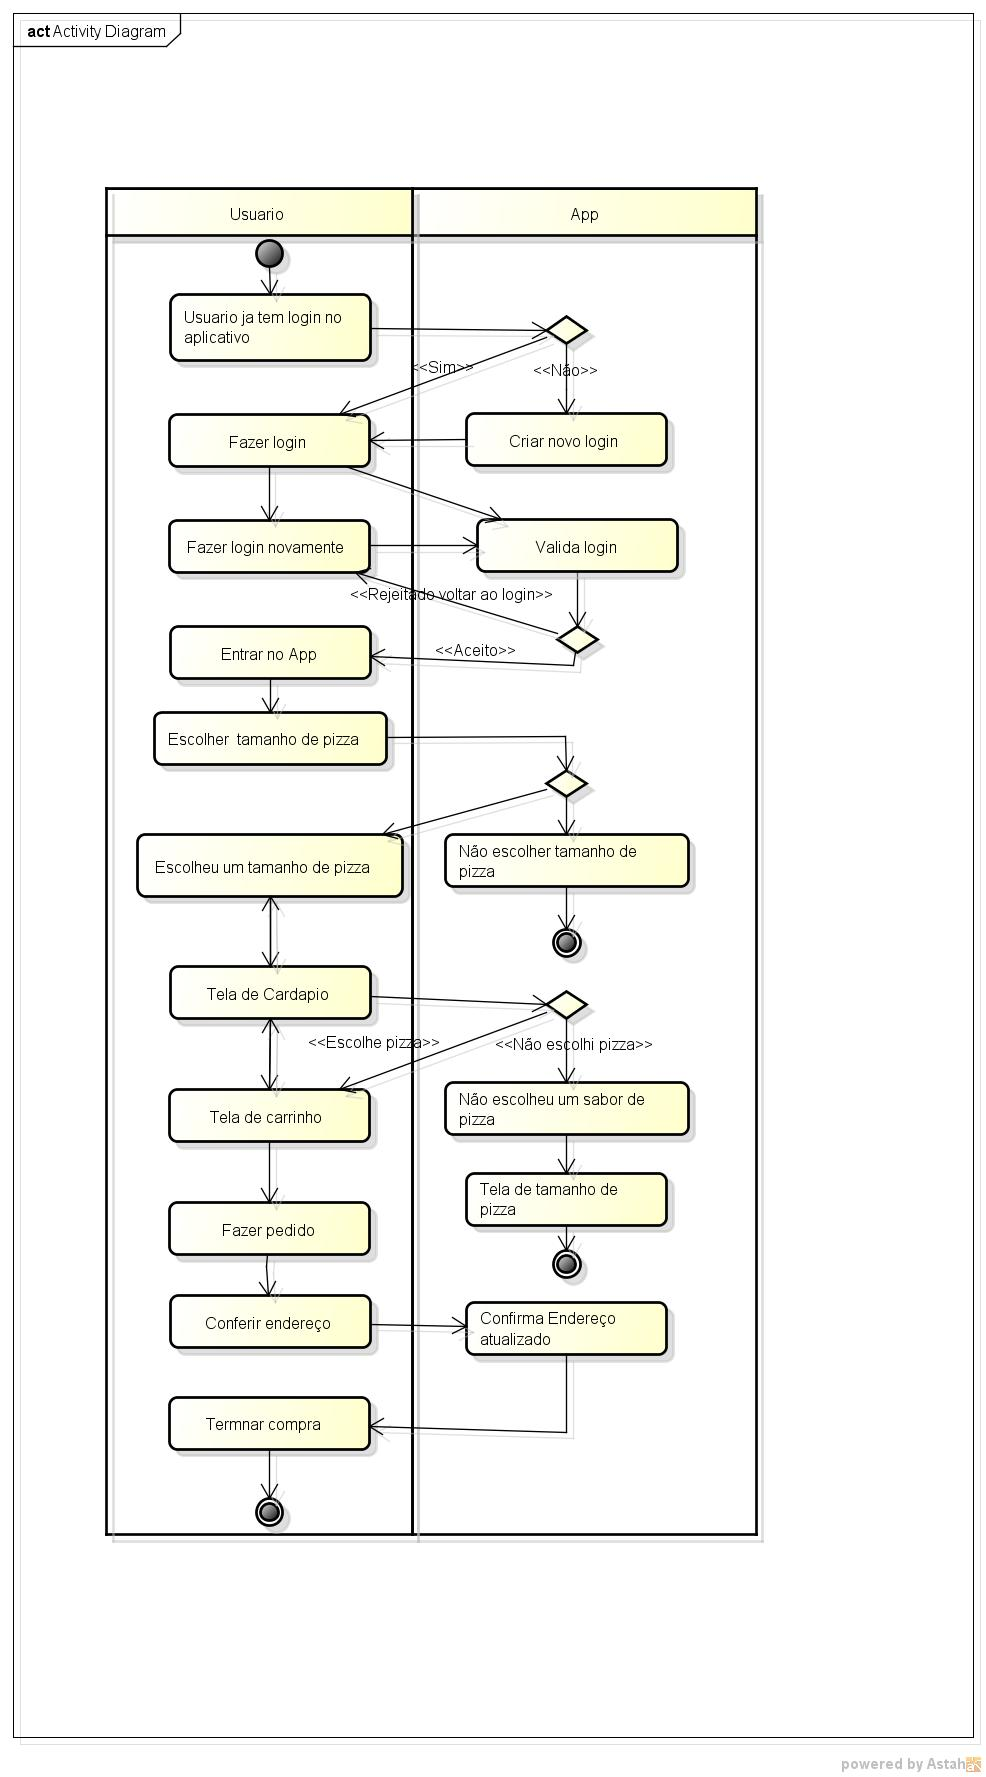 act Activity Diagram
Usuario
App
Usuario ja tem login no
aplicativo
<<Sim>>
<<Não>>
Fazer login
Criar novo login
Fazer login novamente
Valida login
<<Rejeitado voltar ao login>>
Entrar no App
<<Aceito>>
Escolher tamanho de pizza
Escolheu um tamanho de pizza
Não escolher tamanho de
pizza
Tela de Cardapio
<<Escolhe pizza>>
<<Não escolhi pizza>>
Tela de carrinho
Não escolheu um sabor de
pizza
Tela de tamanho de
pizza
Fazer pedido
Conferir endereço
Confirma Endereço
atualizado
Termnar compra
powered by Astah